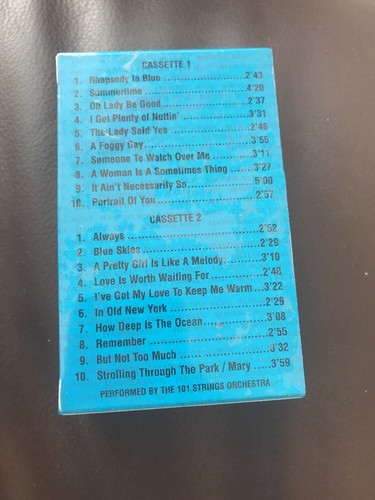 CASSETTE 1
1. Rhapsody In Blue ........................2'43
2. Summertime ..............................4'20
3. Oh Lady Be Good........................2'37
4. I Got Plenty of Nuttin' ..................3'31
5. The Lady Said Yes ......................2'48
6. A Foggy Day................................3'55
7. Someone To Watch Over Me ..........3'11
8. A Woman Is A Sometimes Thing ......3'27
9. It Ain't Necessarily So..................5'00
10. Portrait Of You ............................2'57
CASSETTE 2
1. Always ......................................2'52
2. Blue Skies..................................2'28
3. A Pretty Girl Is Like A Melody..........3'10
4. Love Is Worth Waiting For ..............2'48
5. I've Got My Love To Keep Me Warm...3'22
6. In Old New York ..........................2'29
7. How Deep Is The Ocean.................3'08
8. Remember ................................2'55
9. But Not Too Much ........................3'32
10. Strolling Through The Park / Mary .....3'59
PERFORMED BY THE 101 STRINGS ORCHESTRA